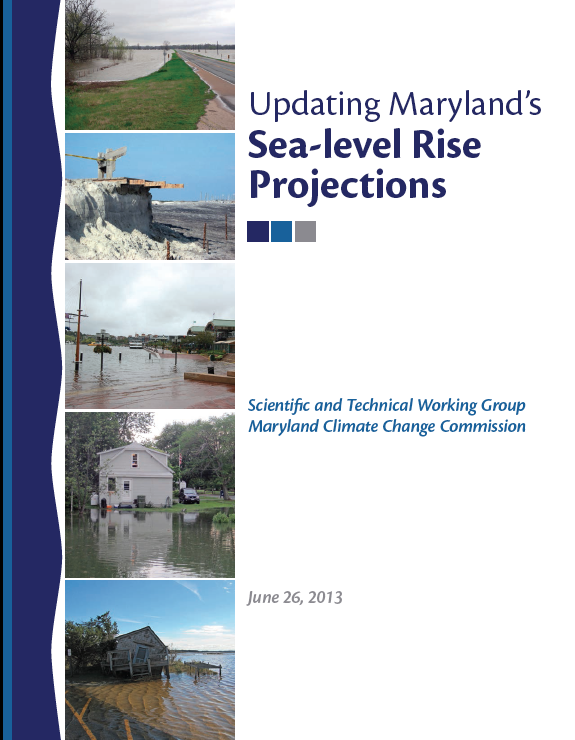 Updating Maryland's
Sea-level Rise
Projections
Scientific and Technical Working Group
Maryland Climate Change Commission
June 26, 2013